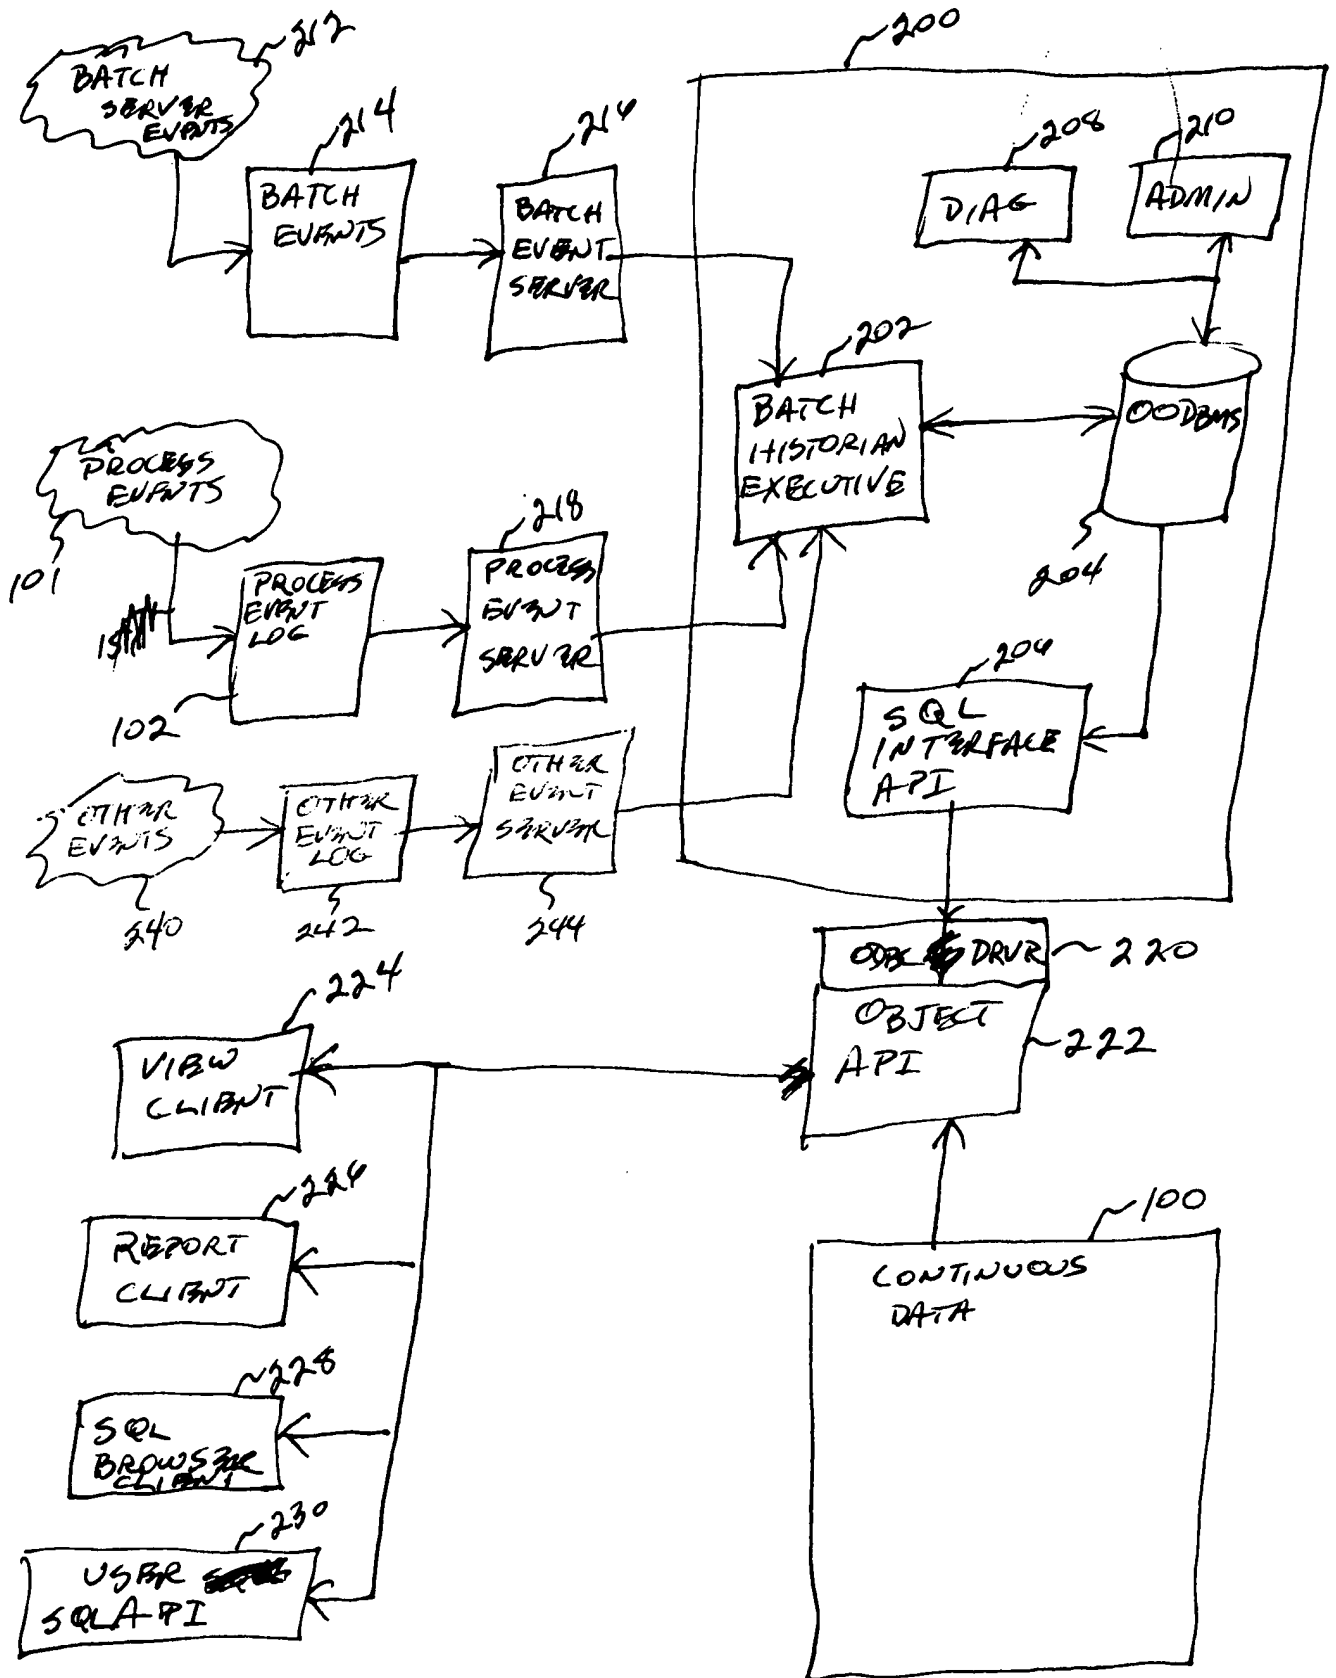 212
BATCH
SERVER
EVENTS
200
214
BATCH
EVENTS
216
BATCH
EVENT
SERVER
208
DIAG
210
ADMIN
202
BATCH
HISTORIAN
EXECUTIVE
OODBMS
204
PROCESS
EVENTS
101
PROCESS
EVENT
LOG
102
218
PROCESS
EVENT
SERVER
206
SQL
INTERFACE
API
OTHER
EVENTS
240
OTHER
EVENT
LOG
242
OTHER
EVENT
SERVER
244
ODBC DRVR
220
OBJECT
API
222
224
VIEW
CLIENT
226
REPORT
CLIENT
228
SQL
BROWSER
CLIENT
230
USER
SQL API
100
CONTINUOUS
DATA